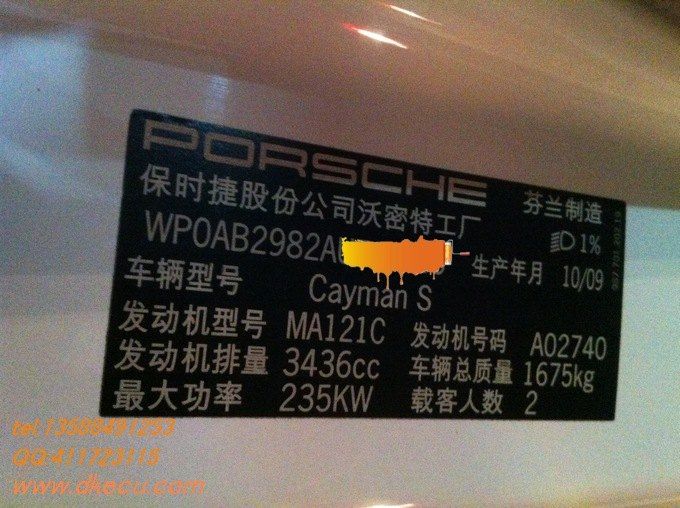 PORSCHE
保时捷股份公司沃密特工厂 芬兰制造
WP0AB2982A 1%
生产年月 10/09
车辆型号 Cayman S
发动机型号 MA121C 发动机号码 A02740
发动机排量 3436cc 车辆总质量 1675kg
最大功率 235KW 载客人数 2
tel:13688491253
QQ:411723115
www.dkecu.com